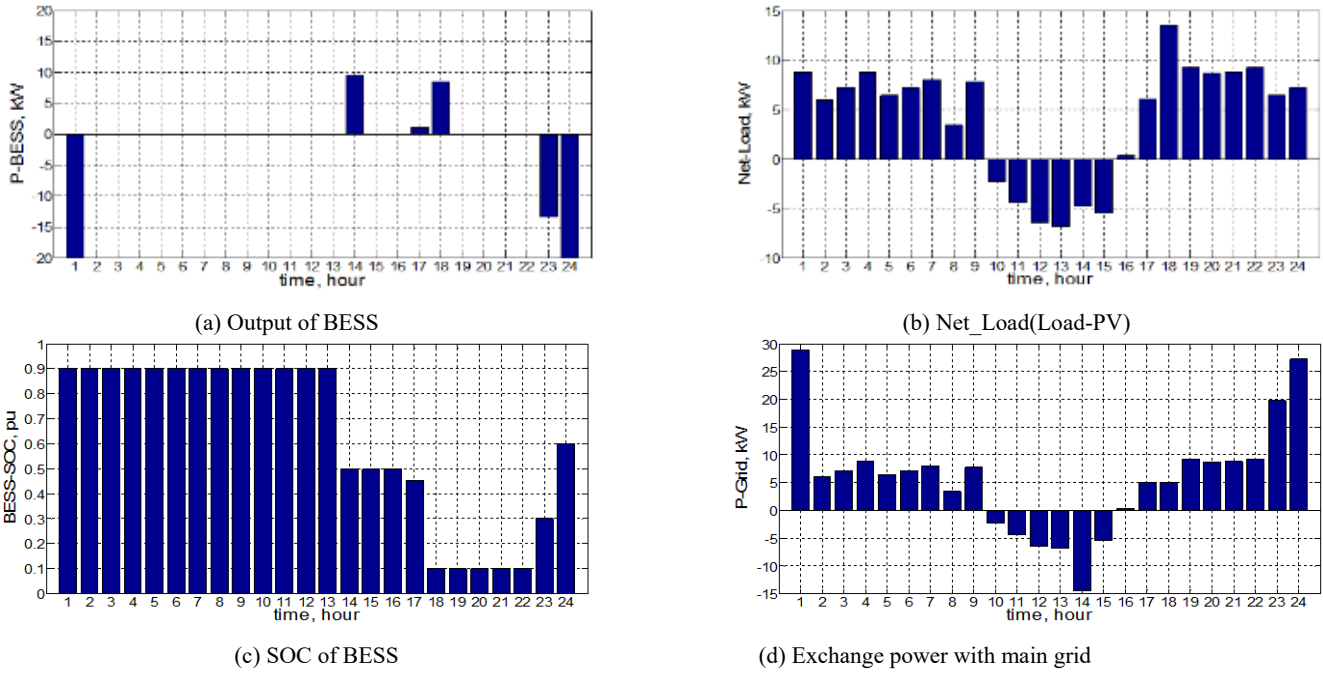 20
15
10
5
0
-5
-10
-15
20
P-BESS, kW
1 2 3 4 5 6 7 8 9 10 11 12 13 14 15 16 17 18 19 20 21 22 23 24
time, hour
(a) Output of BESS
15
10
5
0
-5
-10
Net-Load, kW
1 2 3 4 5 6 7 8 9 10 11 12 13 14 15 16 17 18 19 20 21 22 23 24
time, hour
(b) Net_Load(Load-PV)
1
0.9
0.8
0.7
0.6
0.5
0.4
0.3
0.2
0.1
0
BESS-SOC, pu
1 2 3 4 5 6 7 8 9 10 11 12 13 14 15 16 17 18 19 20 21 22 23 24
time, hour
(c) SOC of BESS
30
25
20
15
10
5
0
-5
-10
-15
P-Grid, kW
1 2 3 4 5 6 7 8 9 10 11 12 13 14 15 16 17 18 19 20 21 22 23 24
time, hour
(d) Exchange power with main grid